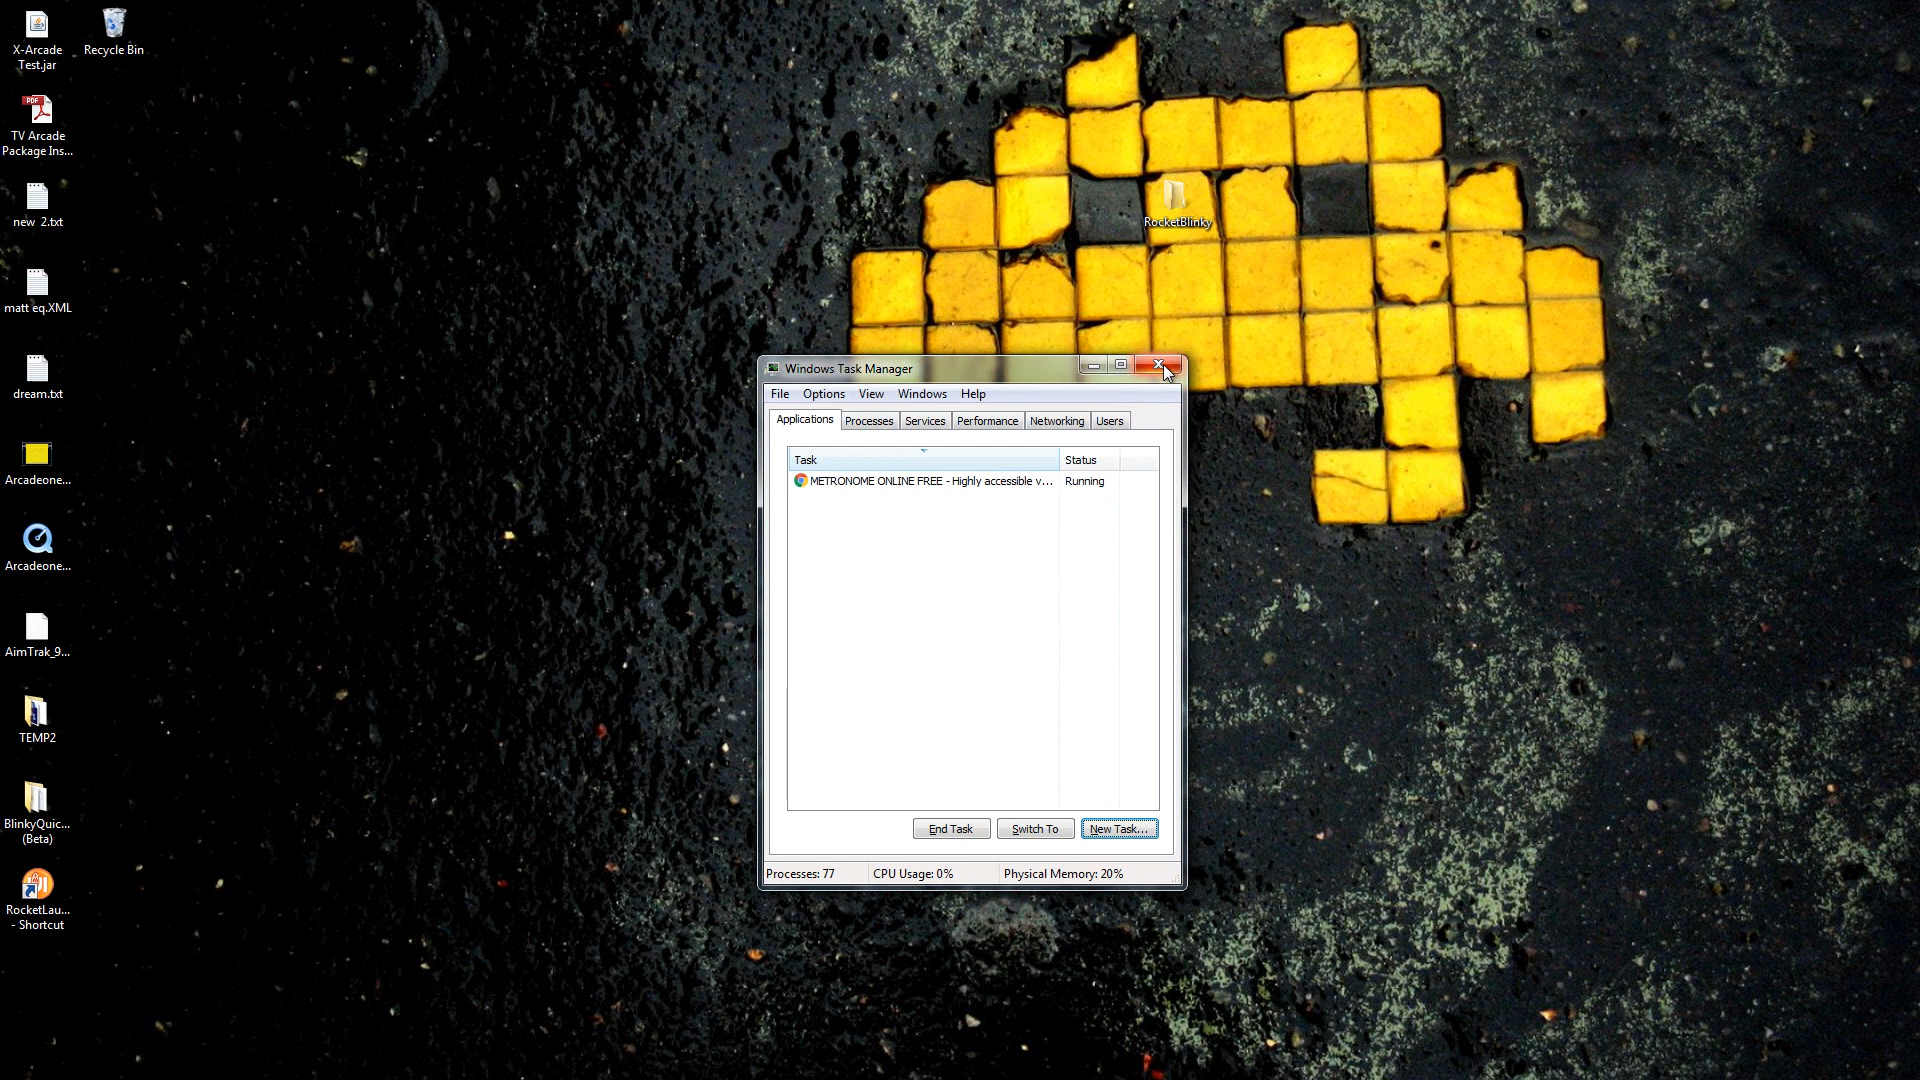 X-Arcade
Test.jar
Recycle Bin
PDF
TV Arcade
Package Ins...
new 2.txt
matt eq.XML
dream.txt
Arcadeone...
Arcadeone...
AimTrak_9...
TEMP2
BlinkyQuic...
(Beta)
RocketLau...
- Shortcut
RocketBlinky
Windows Task Manager
File Options View Windows Help
Applications Processes Services Performance Networking Users
Task Status
METRONOME ONLINE FREE - Highly accessible v... Running
End Task Switch To New Task...
Processes: 77 CPU Usage: 0% Physical Memory: 20%